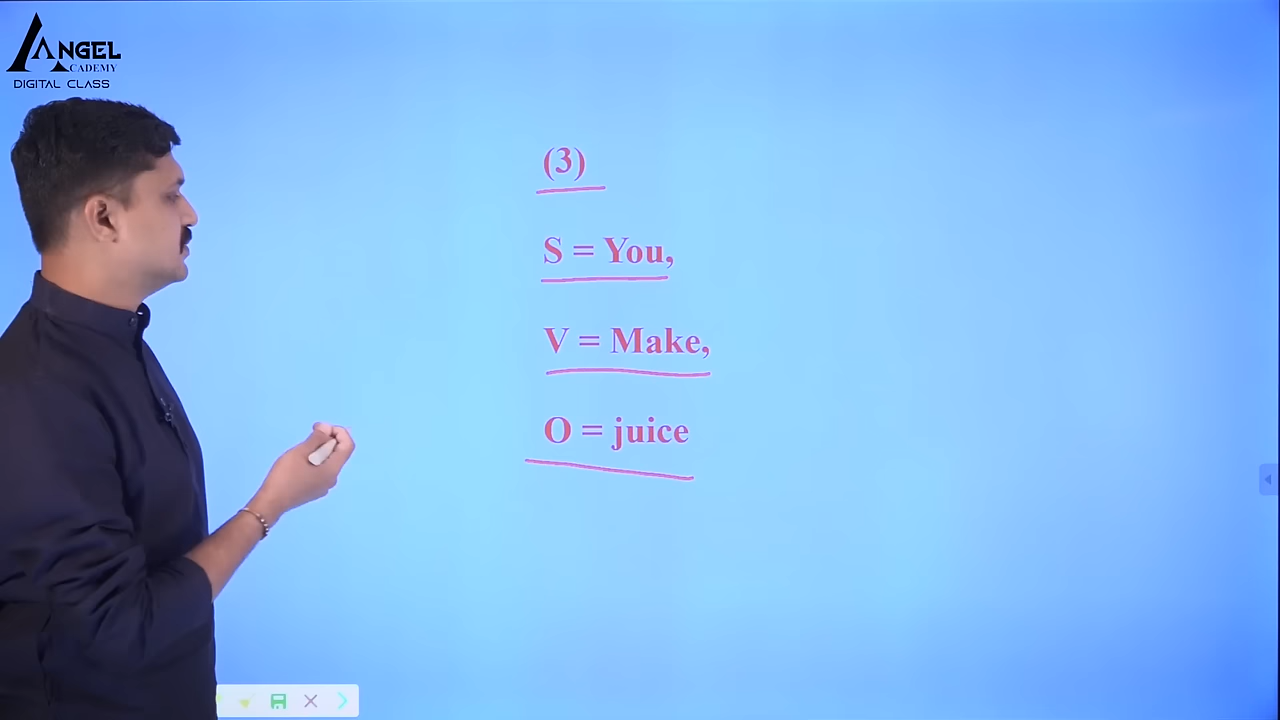 ANGEL
ACADEMY
DIGITAL CLASS
(3)
S = You,
V = Make,
O = juice